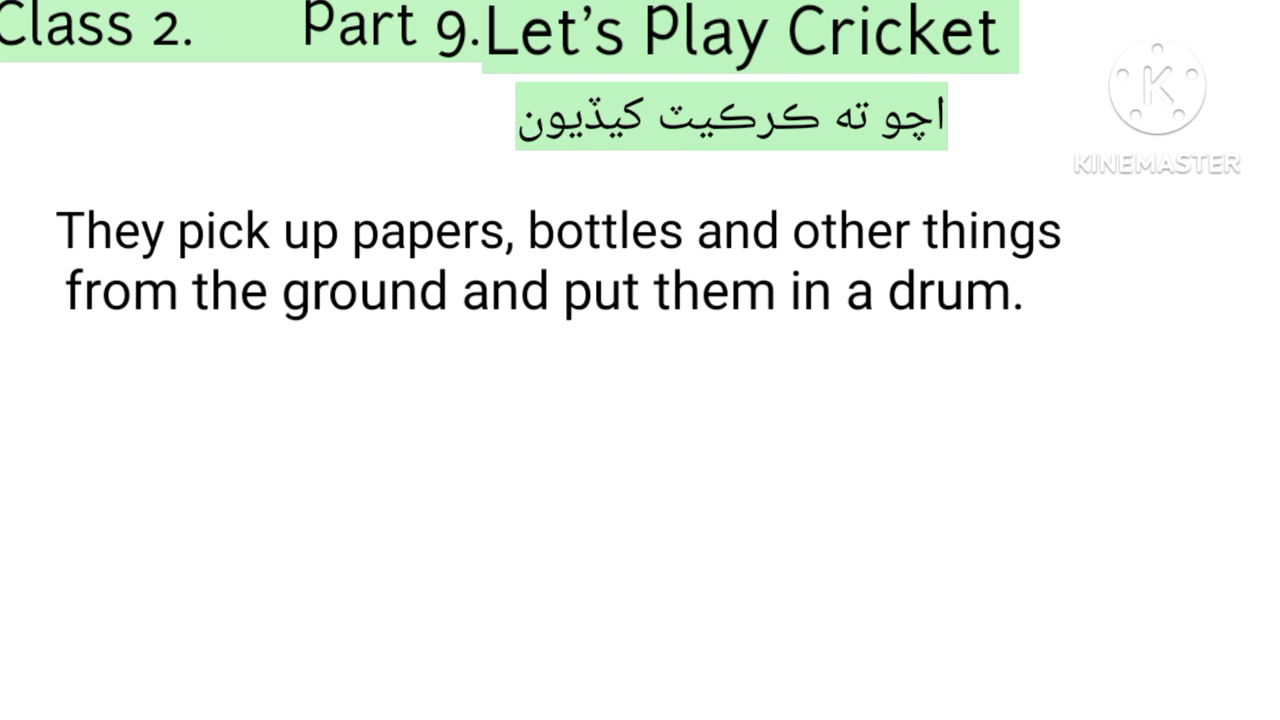 Class 2. Part 9. Let's Play Cricket
اچو ته ڪرڪيٽ کيڏيون
KINEMASTER
They pick up papers, bottles and other things
from the ground and put them in a drum.